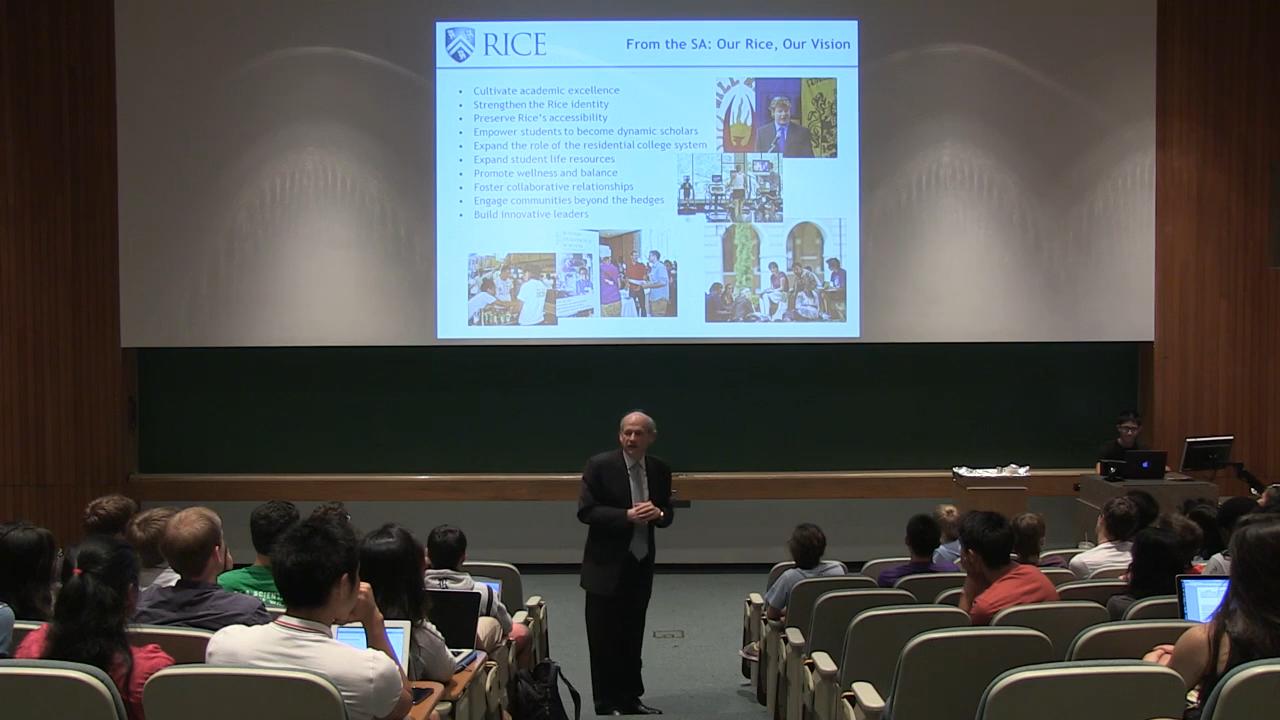 RICE
From the SA: Our Rice, Our Vision
• Cultivate academic excellence
• Strengthen the Rice identity
• Preserve Rice's accessibility
• Empower students to become dynamic scholars
• Expand the role of the residential college system
• Expand student life resources
• Promote wellness and balance
• Foster collaborative relationships
• Engage communities beyond the hedges
• Build innovative leaders